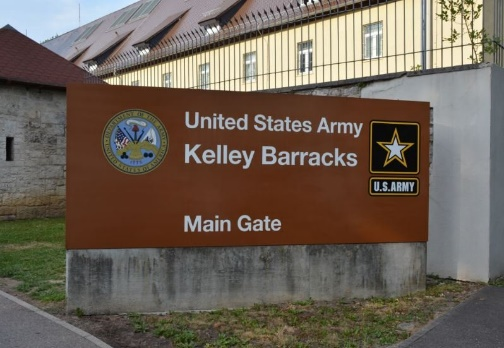 United States Army
Kelley Barracks
U.S. ARMY
Main Gate